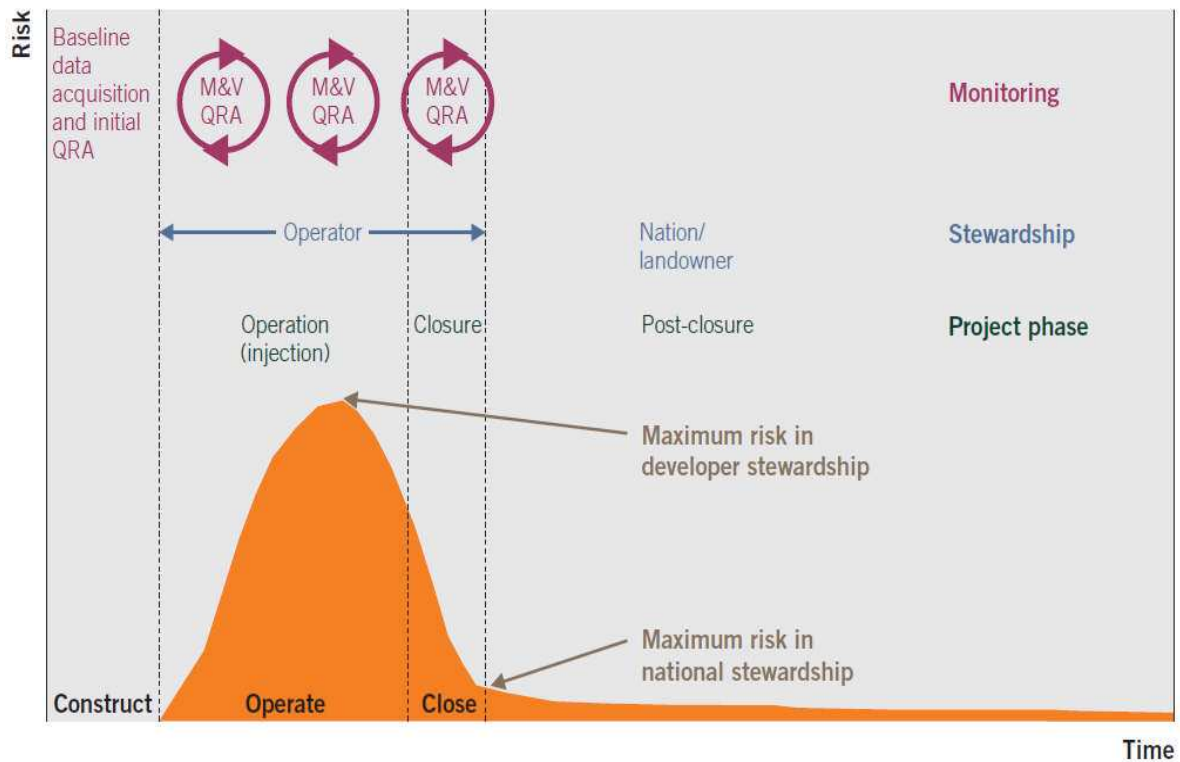 Risk
Baseline
data
acquisition
and initial
QRA
M&V
QRA
M&V
QRA
M&V
QRA
Monitoring
Operator
Nation/
landowner
Stewardship
Operation
(injection)
Closure
Post-closure
Project phase
Maximum risk in
developer stewardship
Maximum risk in
national stewardship
Construct
Operate
Close
Time